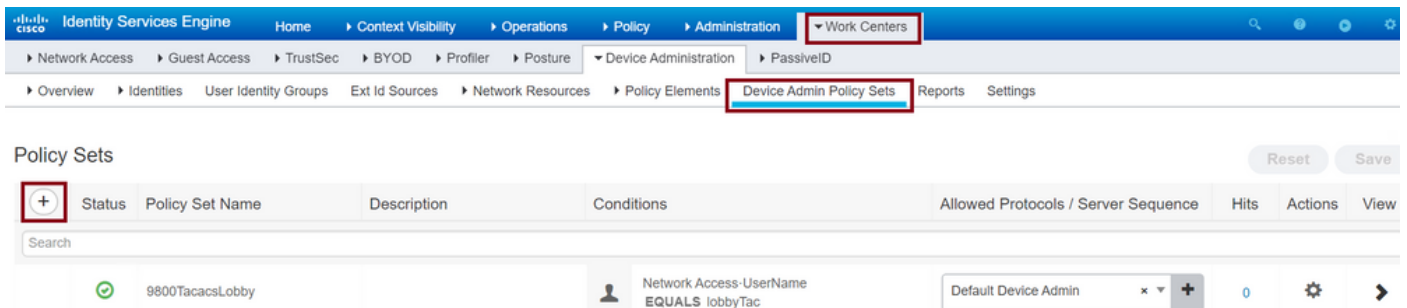 cisco Identity Services Engine Home Context Visibility Operations Policy Administration Work Centers
Network Access Guest Access TrustSec BYOD Profiler Posture Device Administration PassiveID
Overview Identities User Identity Groups Ext Id Sources Network Resources Policy Elements Device Admin Policy Sets Reports Settings
Policy Sets Reset Save
+ Status Policy Set Name Description Conditions Allowed Protocols / Server Sequence Hits Actions View
Search
9800TacacsLobby Network Access·UserName Default Device Admin × + 0
EQUALS lobbyTac